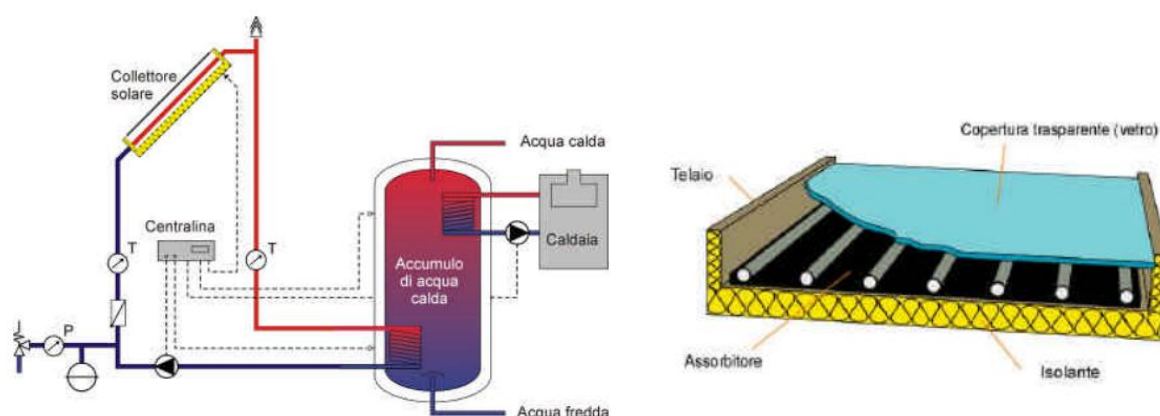 Collettore
solare
Acqua calda
Centralina
T
T
Caldaia
Accumulo
di acqua
calda
P
Acqua fredda
Copertura trasparente (vetro)
Telaio
Assorbitore
Isolante